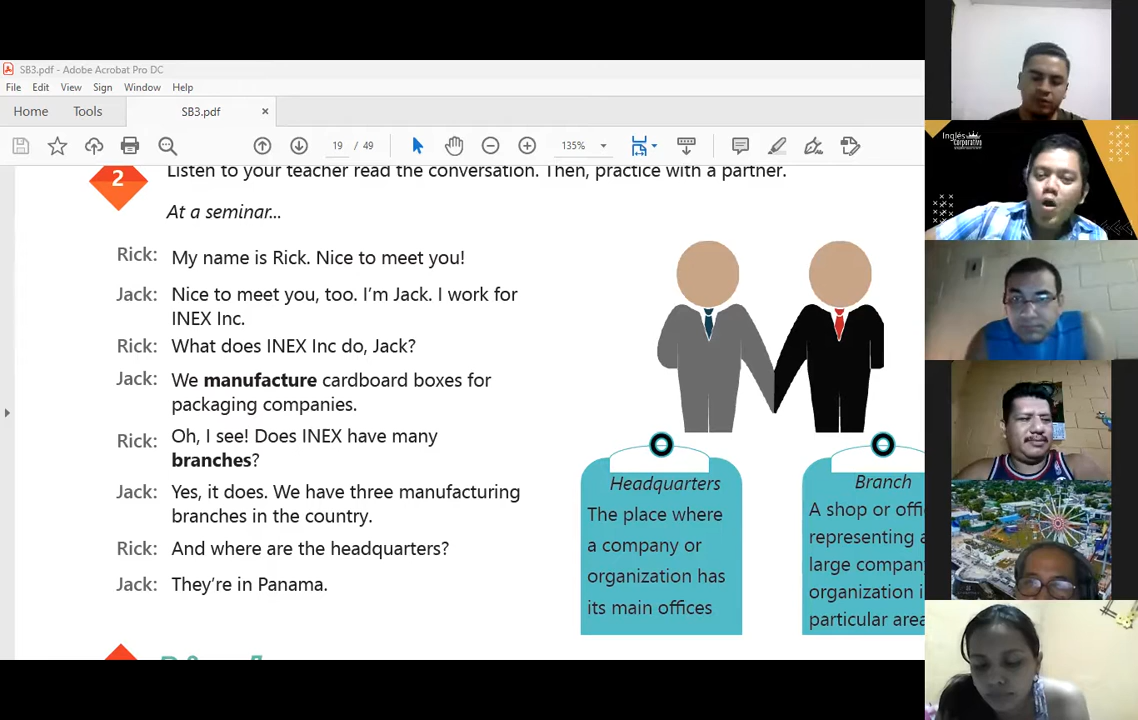 SB3.pdf - Adobe Acrobat Pro DC
File Edit View Sign Window Help
Home Tools SB3.pdf ×
19 / 49 135%
2 Listen to your teacher read the conversation. Then, practice with a partner.
At a seminar...
Rick: My name is Rick. Nice to meet you!
Jack: Nice to meet you, too. I'm Jack. I work for
INEX Inc.
Rick: What does INEX Inc do, Jack?
Jack: We manufacture cardboard boxes for
packaging companies.
Rick: Oh, I see! Does INEX have many
branches?
Jack: Yes, it does. We have three manufacturing
branches in the country.
Rick: And where are the headquarters?
Jack: They're in Panama.
Headquarters
The place where
a company or
organization has
its main offices
Branch
A shop or offi
representing a
large company
organization i
particular area
Inglés
Corporativo